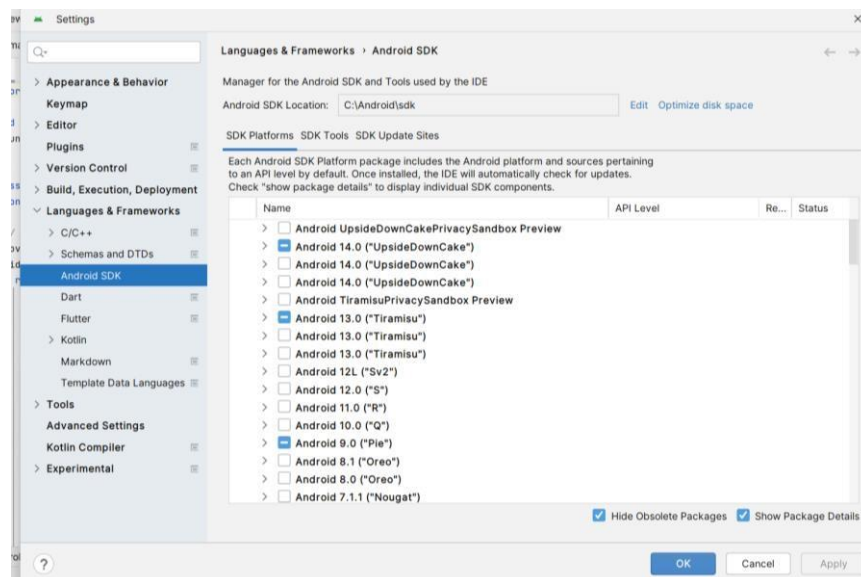 Settings
Languages & Frameworks › Android SDK
Manager for the Android SDK and Tools used by the IDE
Android SDK Location: C:\Android\sdk Edit Optimize disk space
SDK Platforms SDK Tools SDK Update Sites
Each Android SDK Platform package includes the Android platform and sources pertaining
to an API level by default. Once installed, the IDE will automatically check for updates.
Check "show package details" to display individual SDK components.
Appearance & Behavior
Keymap
Editor
Plugins
Version Control
Build, Execution, Deployment
Languages & Frameworks
C/C++
Schemas and DTDs
Android SDK
Dart
Flutter
Kotlin
Markdown
Template Data Languages
Tools
Advanced Settings
Kotlin Compiler
Experimental
Name API Level Re... Status
Android UpsideDownCakePrivacySandbox Preview
Android 14.0 ("UpsideDownCake")
Android 14.0 ("UpsideDownCake")
Android 14.0 ("UpsideDownCake")
Android TiramisuPrivacySandbox Preview
Android 13.0 ("Tiramisu")
Android 13.0 ("Tiramisu")
Android 13.0 ("Tiramisu")
Android 12L ("Sv2")
Android 12.0 ("S")
Android 11.0 ("R")
Android 10.0 ("Q")
Android 9.0 ("Pie")
Android 8.1 ("Oreo")
Android 8.0 ("Oreo")
Android 7.1.1 ("Nougat")
Hide Obsolete Packages Show Package Details
? OK Cancel Apply